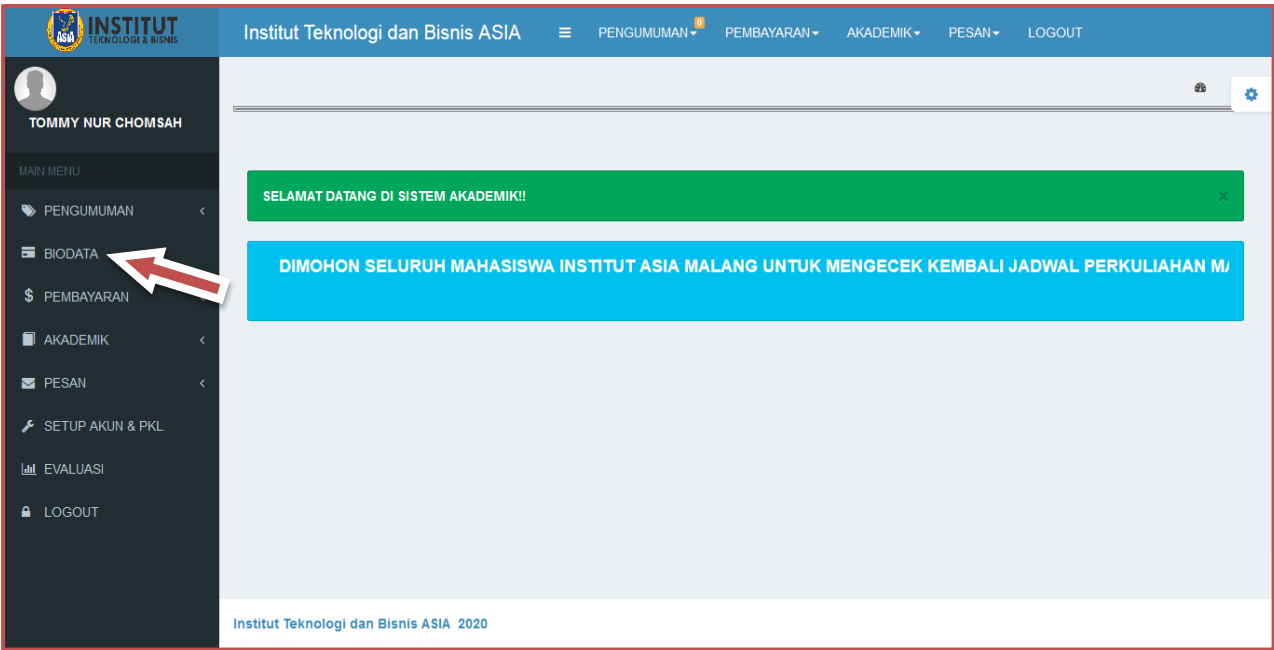 INSTITUT
TEKNOLOGI & BISNIS
ASIA
Institut Teknologi dan Bisnis ASIA
PENGUMUMAN
0
PEMBAYARAN
AKADEMIK
PESAN
LOGOUT
TOMMY NUR CHOMSAH
MAIN MENU
PENGUMUMAN
BIODATA
PEMBAYARAN
AKADEMIK
PESAN
SETUP AKUN & PKL
EVALUASI
LOGOUT
SELAMAT DATANG DI SISTEM AKADEMIK!!
×
DIMOHON SELURUH MAHASISWA INSTITUT ASIA MALANG UNTUK MENGECEK KEMBALI JADWAL PERKULIAHAN
Institut Teknologi dan Bisnis ASIA 2020